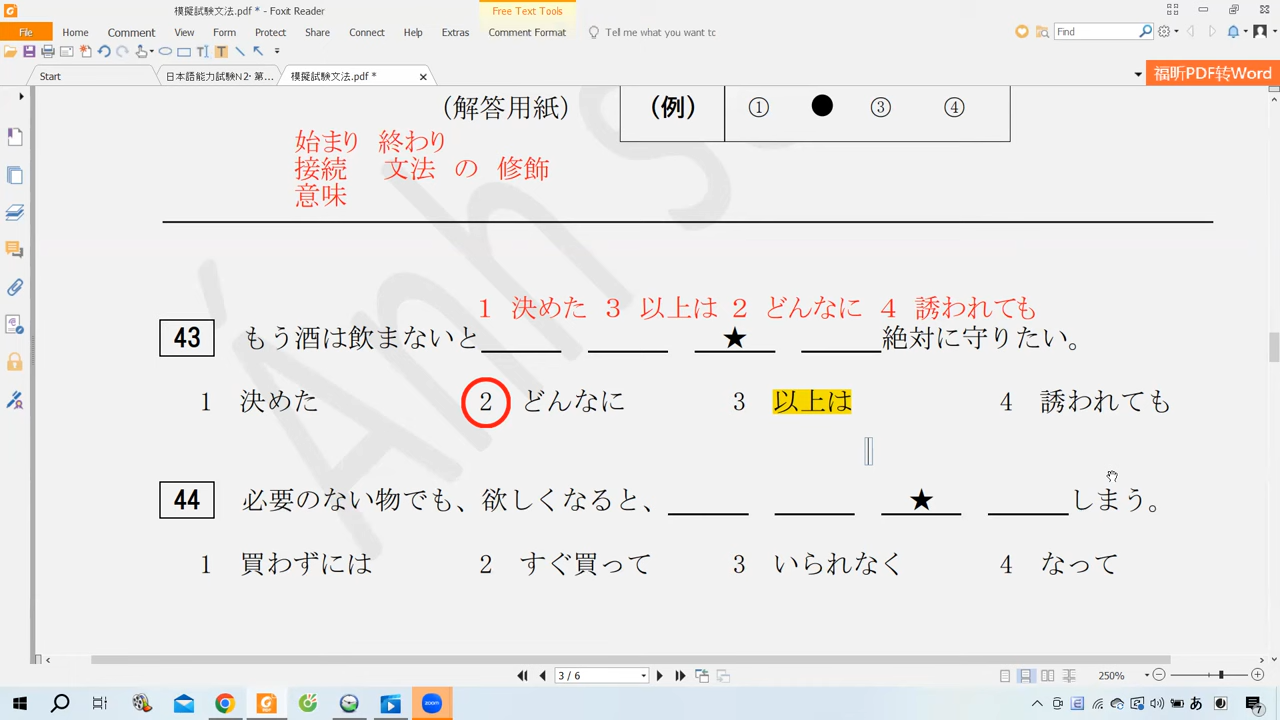 模擬試験文法.pdf * - Foxit Reader
Free Text Tools
File Home Comment View Form Protect Share Connect Help Extras Comment Format Tell me what you want tc Find
Start 日本語能力試験N2- 第... 模擬試験文法.pdf * 福昕PDF转Word
(解答用紙) (例) ① ③ ④
始まり 終わり
接続 文法 の 修飾
意味
1 決めた 3 以上は 2 どんなに 4 誘われても
43 もう酒は飲まないと ★ 絶対に守りたい。
1 決めた 2 どんなに 3 以上は 4 誘われても
44 必要のない物でも、欲しくなると、 ★ しまう。
1 買わずには 2 すぐ買って 3 いられなく 4 なって
3 / 6 250%
zoom あ 7